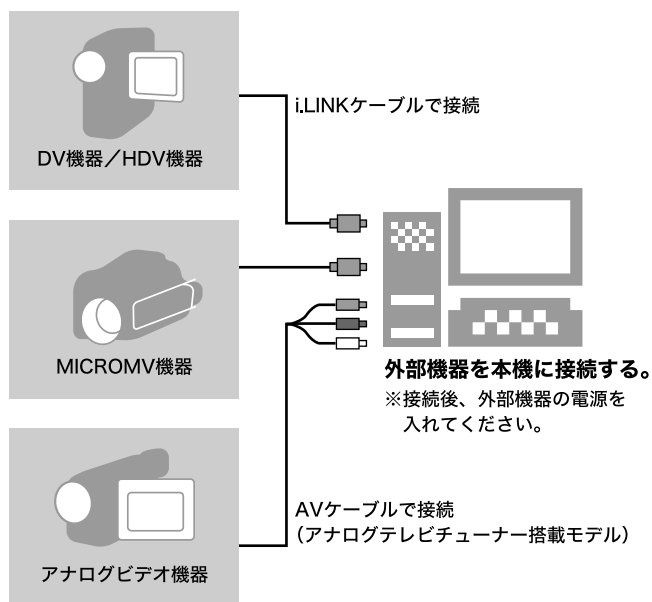 i.LINKケーブルで接続
DV機器／HDV機器
MICROMV機器
外部機器を本機に接続する。
※接続後、外部機器の電源を
入れてください。
AVケーブルで接続
（アナログテレビチューナー搭載モデル）
アナログビデオ機器